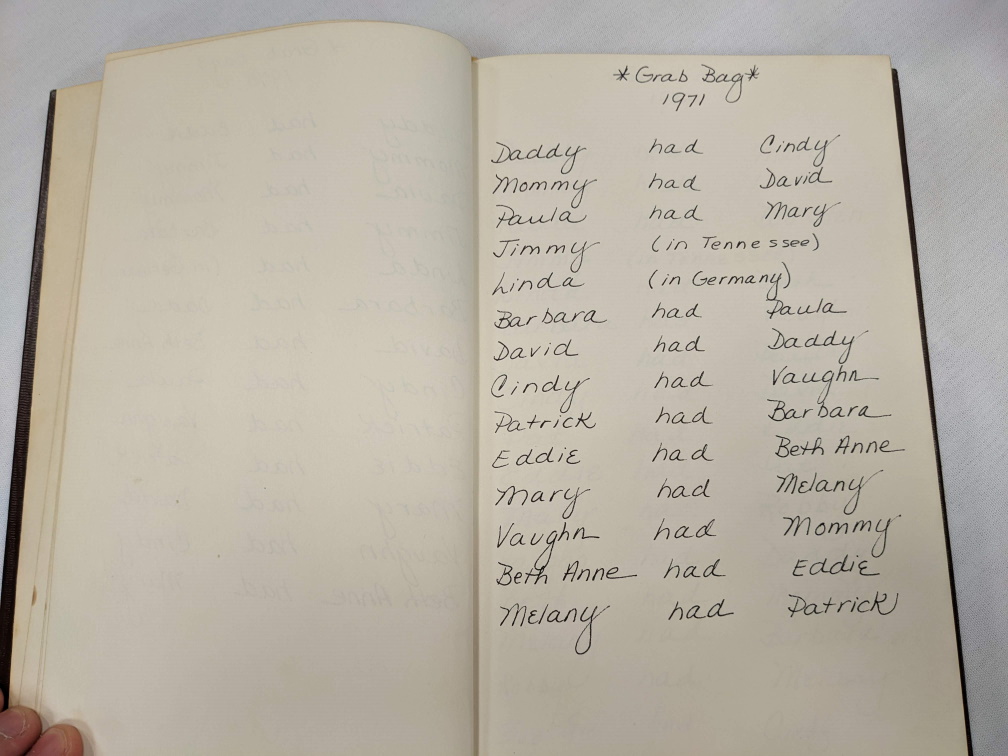 *Grab Bag*
1971
Daddy had Cindy
Mommy had David
Paula had Mary
Jimmy (in Tennessee)
Linda (in Germany)
Barbara had Paula
David had Daddy
Cindy had Vaughn
Patrick had Barbara
Eddie had Beth Anne
Mary had Melany
Vaughn had Mommy
Beth Anne had Eddie
Melany had Patrick